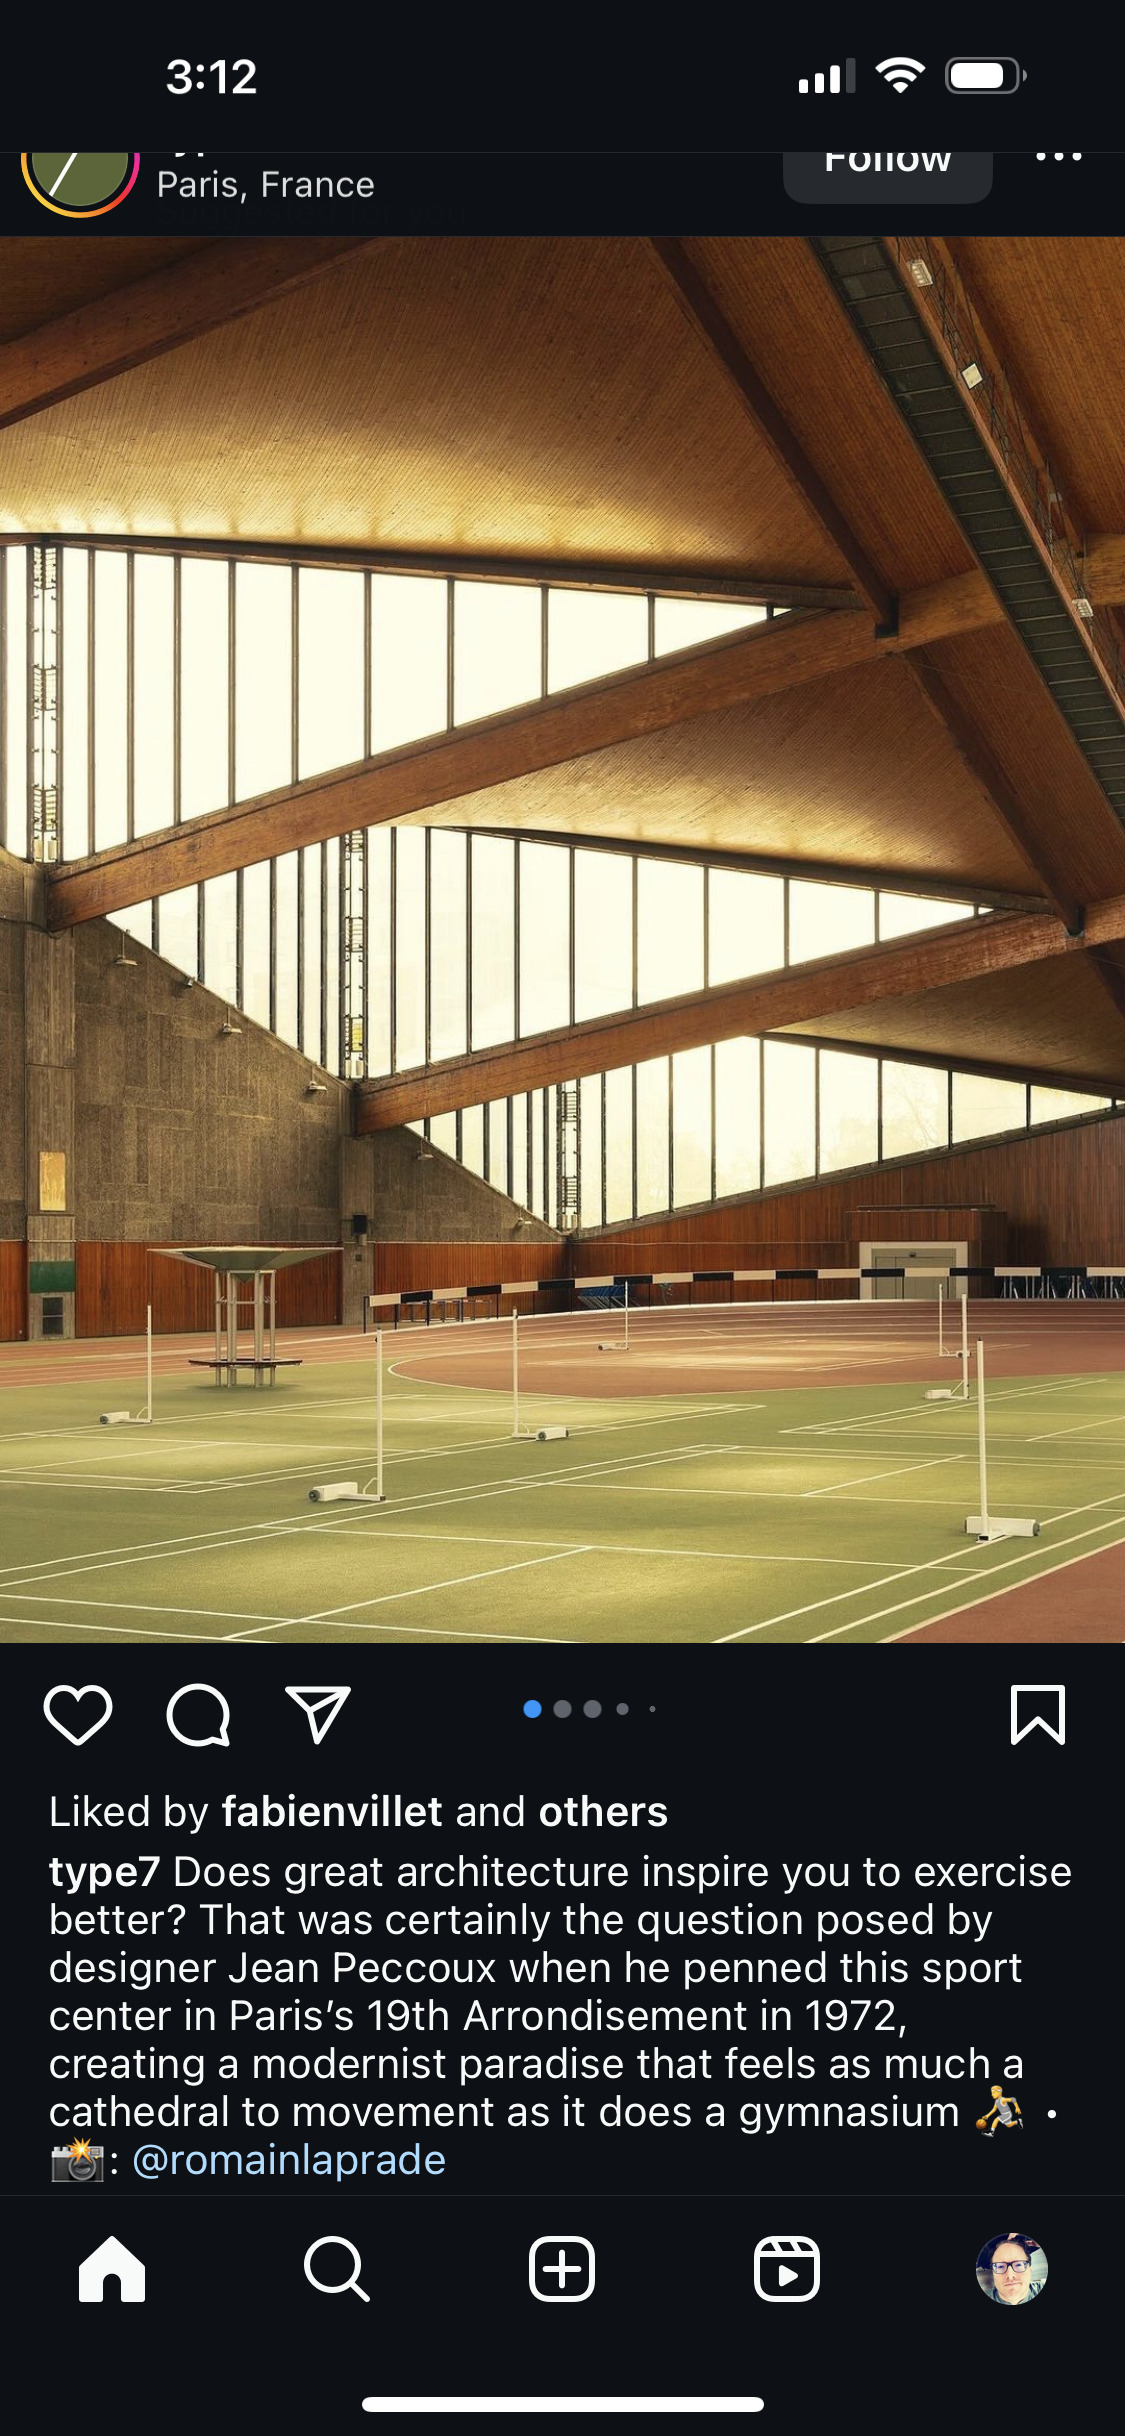 3:12
Paris, France
Follow
Liked by fabienvillet and others
type7 Does great architecture inspire you to exercise
better? That was certainly the question posed by
designer Jean Peccoux when he penned this sport
center in Paris’s 19th Arrondisement in 1972,
creating a modernist paradise that feels as much a
cathedral to movement as it does a gymnasium ⛹️ •
📸: @romainlaprade